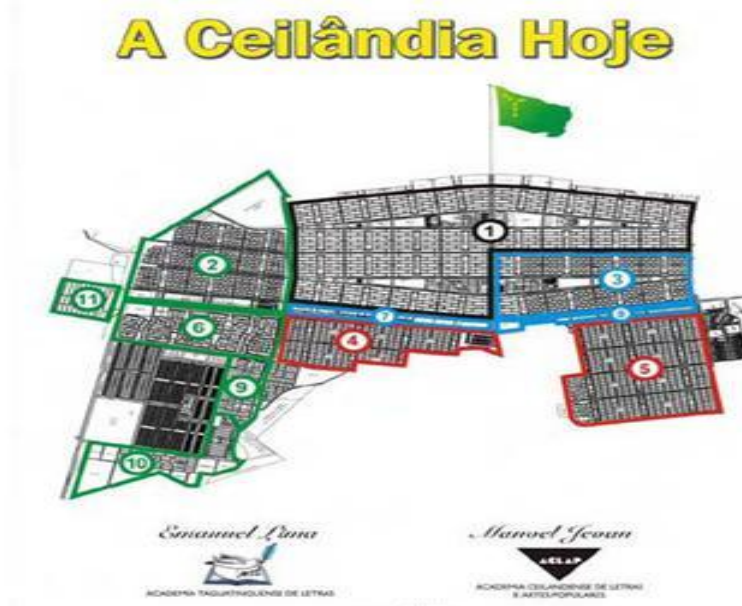 A Ceilândia Hoje
1
2
3
11
7
8
6
4
5
9
10
Emanuel Lima
Manoel Jevan
ACLAP
ACADEMIA TAGUATINQUENSE DE LETRAS
ACADEMIA CEILANDENSE DE LETRAS
E ARTES POPULARES